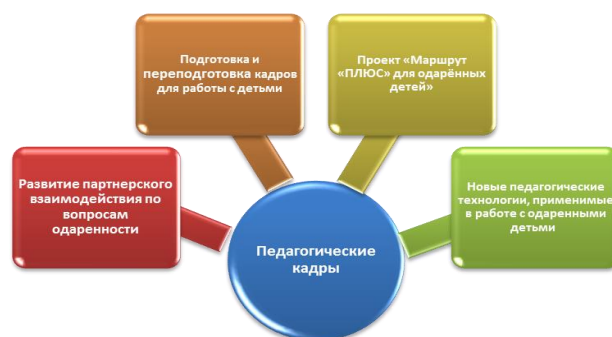 Подготовка и
переподготовка кадров
для работы с детьми
Проект «Маршрут
«ПЛЮС» для одарённых
детей»
Развитие партнерского
взаимодействия по
вопросам
одаренности
Новые педагогические
технологии, применимые
в работе с одаренными
детьми
Педагогические
кадры